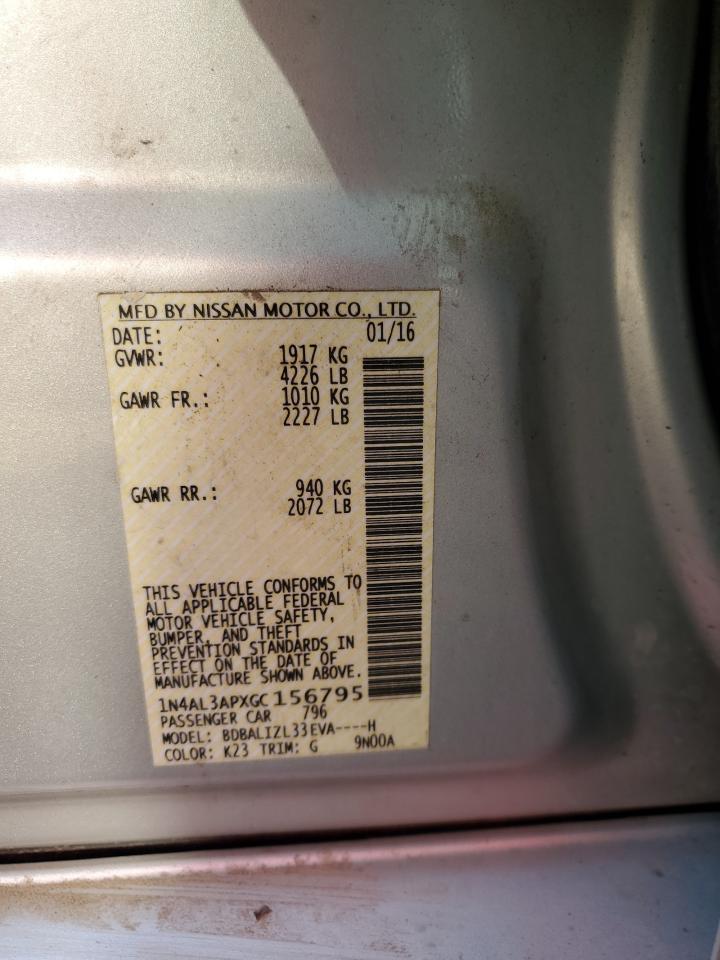 MFD BY NISSAN MOTOR CO., LTD.
DATE: 01/16
GVWR: 1917 KG
4226 LB
GAWR FR.: 1010 KG
2227 LB
GAWR RR.: 940 KG
2072 LB
THIS VEHICLE CONFORMS TO
ALL APPLICABLE FEDERAL
MOTOR VEHICLE SAFETY,
BUMPER, AND THEFT
PREVENTION STANDARDS IN
EFFECT ON THE DATE OF
MANUFACTURE SHOWN ABOVE.
1N4AL3APXGC156795
PASSENGER CAR 796
MODEL: BDBALIZL33EVA----H
COLOR: K23 TRIM: G 9N00A